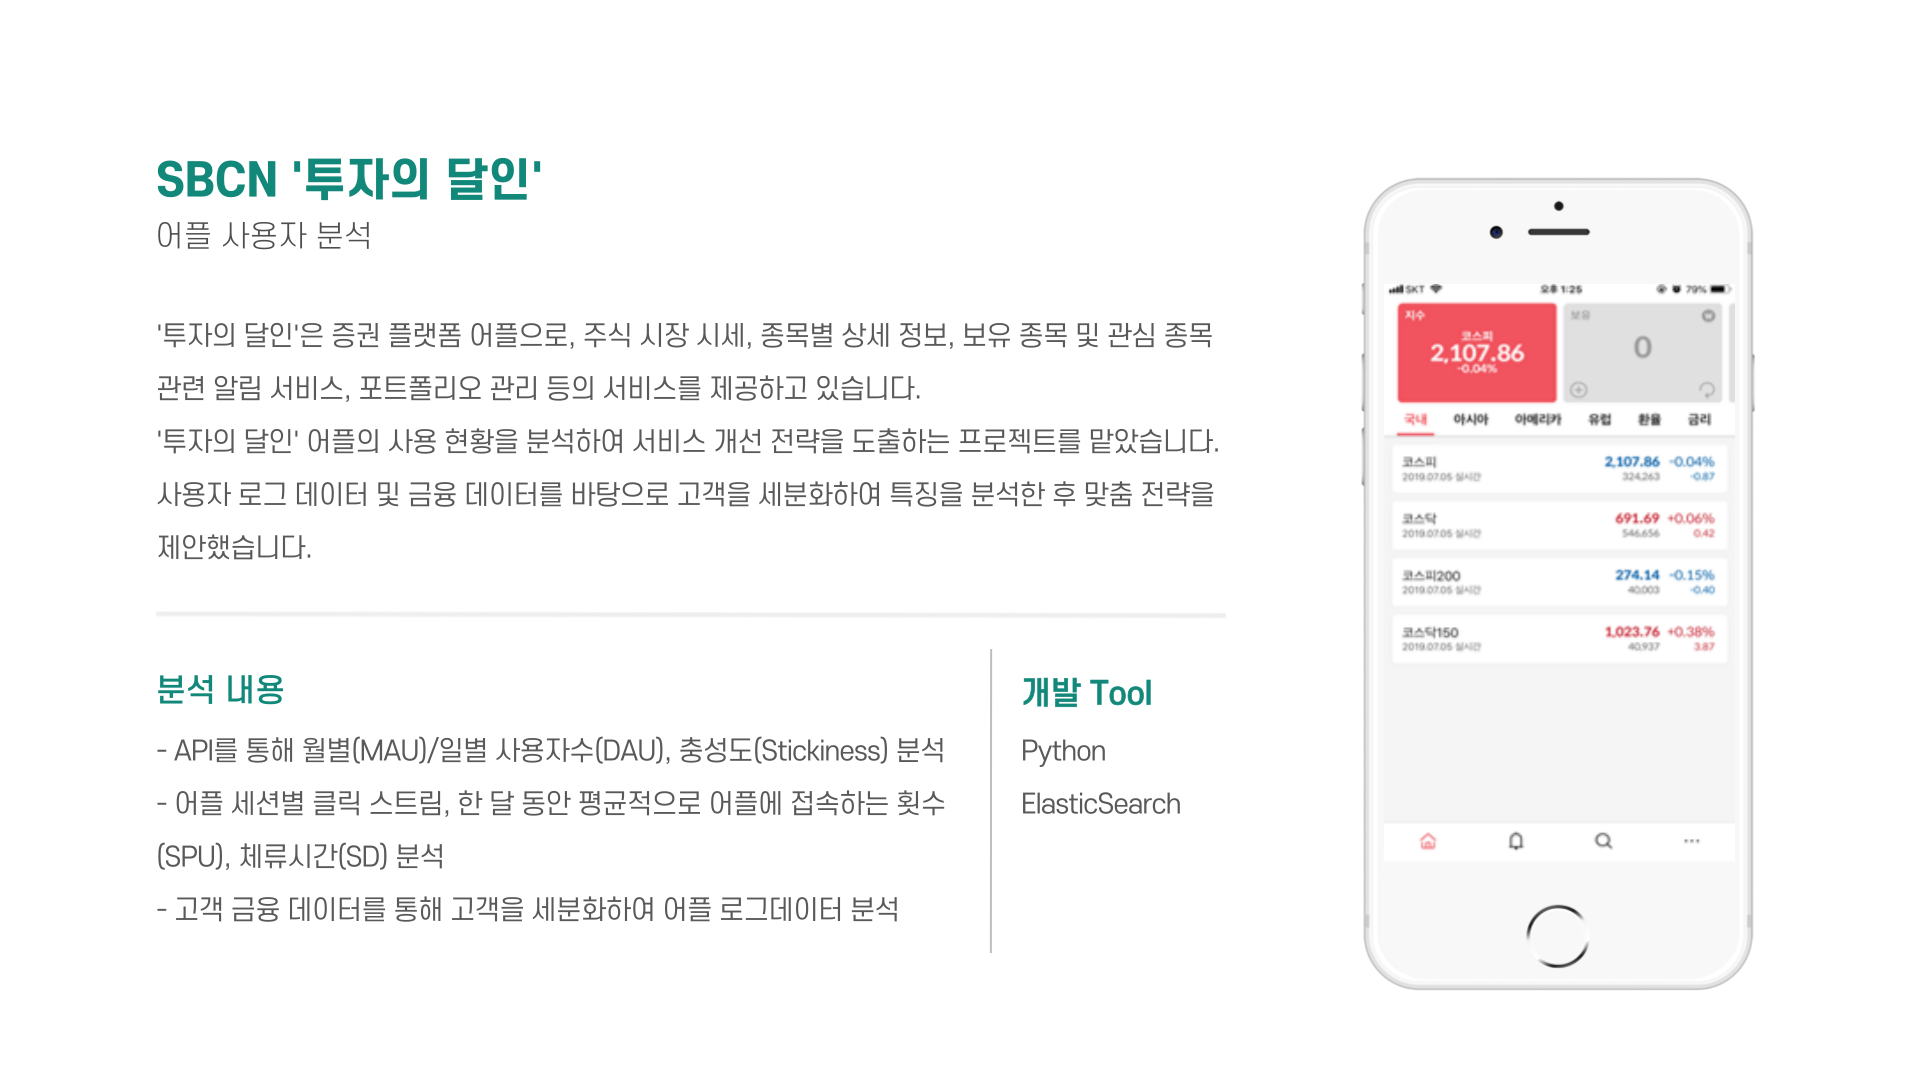 SBCN '투자의 달인'
어플 사용자 분석
'투자의 달인'은 증권 플랫폼 어플으로, 주식 시장 시세, 종목별 상세 정보, 보유 종목 및 관심 종목
관련 알림 서비스, 포트폴리오 관리 등의 서비스를 제공하고 있습니다.
'투자의 달인' 어플의 사용 현황을 분석하여 서비스 개선 전략을 도출하는 프로젝트를 맡았습니다.
사용자 로그 데이터 및 금융 데이터를 바탕으로 고객을 세분화하여 특징을 분석한 후 맞춤 전략을
제안했습니다.
분석 내용
- API를 통해 월별(MAU)/일별 사용자수(DAU), 충성도(Stickiness) 분석
- 어플 세션별 클릭 스트림, 한 달 동안 평균적으로 어플에 접속하는 횟수
(SPU), 체류시간(SD) 분석
- 고객 금융 데이터를 통해 고객을 세분화하여 어플 로그데이터 분석
개발 Tool
Python
ElasticSearch
SKT 오후 1:25 79%
지수
코스피
2,107.86
-0.04%
보유
0
국내 아시아 아메리카 유럽 환율 금리
코스피 2,107.86 -0.04%
2019.07.05 실시간 324,263 -0.87
코스닥 691.69 +0.06%
2019.07.05 실시간 546,656 0.42
코스피200 274.14 -0.15%
2019.07.05 실시간 40,003 -0.40
코스닥150 1,023.76 +0.38%
2019.07.05 실시간 40,937 3.87